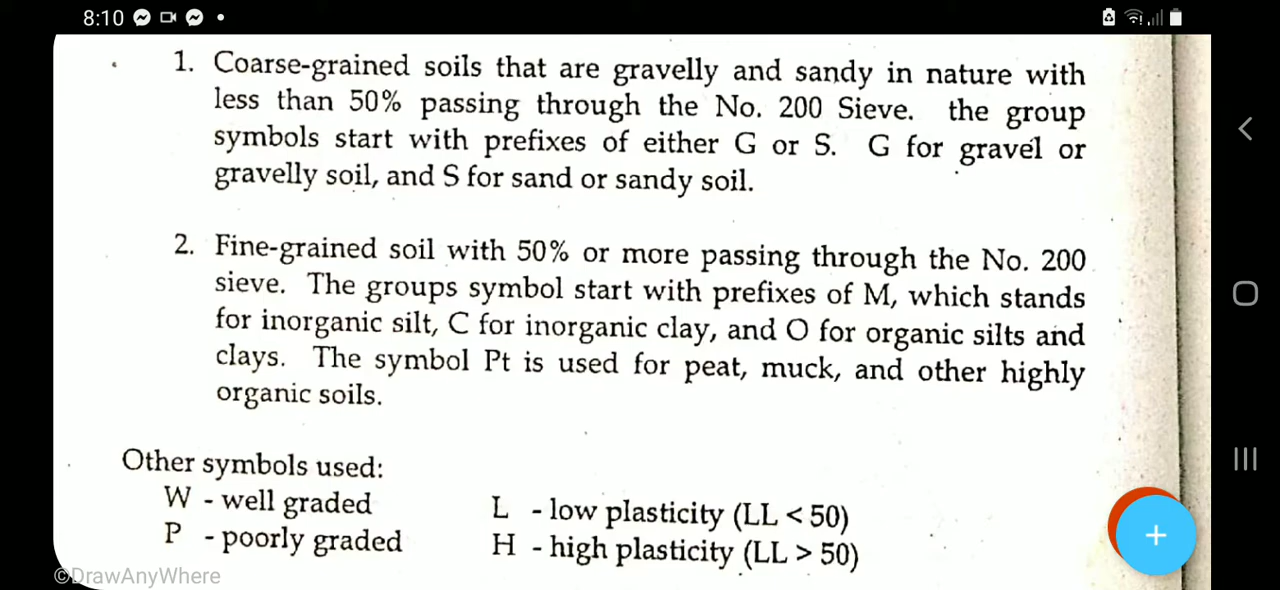 8:10
1. Coarse-grained soils that are gravelly and sandy in nature with
less than 50% passing through the No. 200 Sieve. the group
symbols start with prefixes of either G or S. G for gravel or
gravelly soil, and S for sand or sandy soil.
2. Fine-grained soil with 50% or more passing through the No. 200
sieve. The groups symbol start with prefixes of M, which stands
for inorganic silt, C for inorganic clay, and O for organic silts and
clays. The symbol Pt is used for peat, muck, and other highly
organic soils.
Other symbols used:
W - well graded
P - poorly graded
L - low plasticity (LL < 50)
H - high plasticity (LL > 50)
©DrawAnyWhere